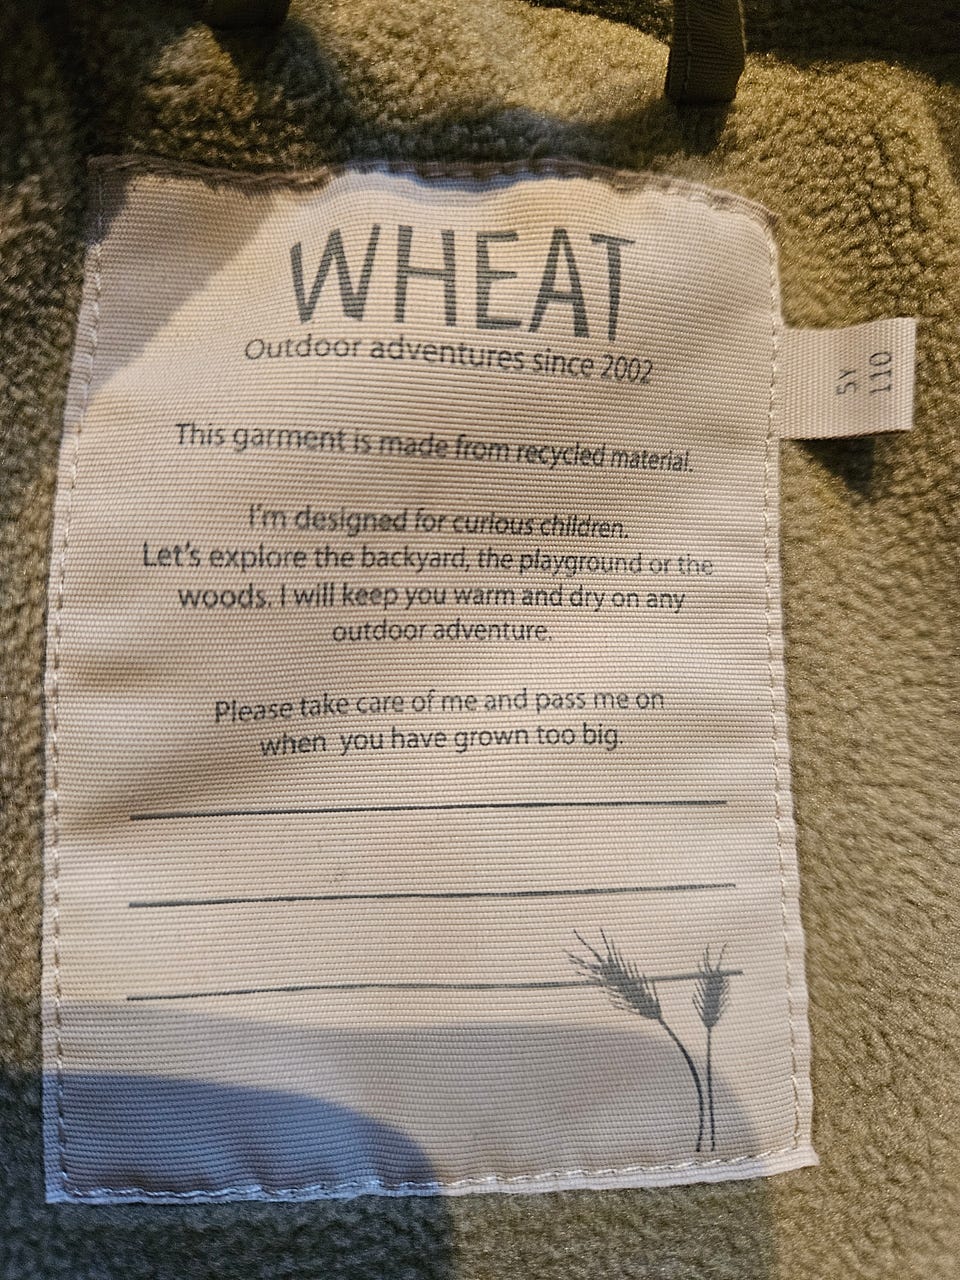 WHEAT
Outdoor adventures since 2002
This garment is made from recycled material.
I'm designed for curious children.
Let's explore the backyard, the playground or the
woods. I will keep you warm and dry on any
outdoor adventure.
Please take care of me and pass me on
when you have grown too big.
5Y
110